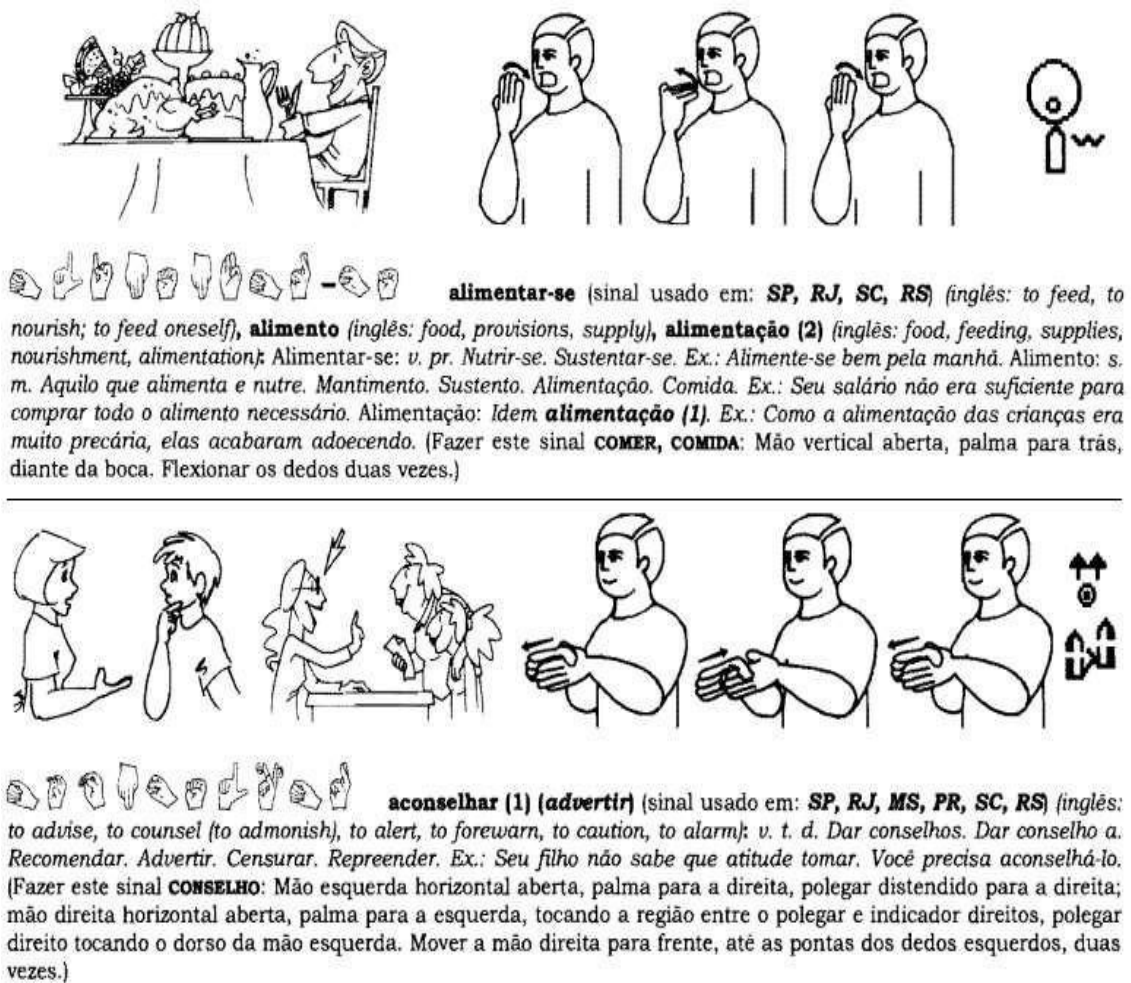 alimentar-se (sinal usado em: SP, RJ, SC, RS) (inglês: to feed, to
nourish; to feed oneself), alimento (inglês: food, provisions, supply), alimentação (2) (inglês: food, feeding, supplies,
nourishment, alimentation): Alimentar-se: v. pr. Nutrir-se. Sustentar-se. Ex.: Alimente-se bem pela manhã. Alimento: s.
m. Aquilo que alimenta e nutre. Mantimento. Sustento. Alimentação. Comida. Ex.: Seu salário não era suficiente para
comprar todo o alimento necessário. Alimentação: Idem alimentação (1). Ex.: Como a alimentação das crianças era
muito precária, elas acabaram adoecendo. (Fazer este sinal COMER, COMIDA: Mão vertical aberta, palma para trás,
diante da boca. Flexionar os dedos duas vezes.)
aconselhar (1) (advertir) (sinal usado em: SP, RJ, MS, PR, SC, RS) (inglês:
to advise, to counsel (to admonish), to alert, to forewarn, to caution, to alarm): v. t. d. Dar conselhos. Dar conselho a.
Recomendar. Advertir. Censurar. Repreender. Ex.: Seu filho não sabe que atitude tomar. Você precisa aconselhá-lo.
(Fazer este sinal CONSELHO: Mão esquerda horizontal aberta, palma para a direita, polegar distendido para a direita;
mão direita horizontal aberta, palma para a esquerda, tocando a região entre o polegar e indicador direitos, polegar
direito tocando o dorso da mão esquerda. Mover a mão direita para frente, até as pontas dos dedos esquerdos, duas
vezes.)